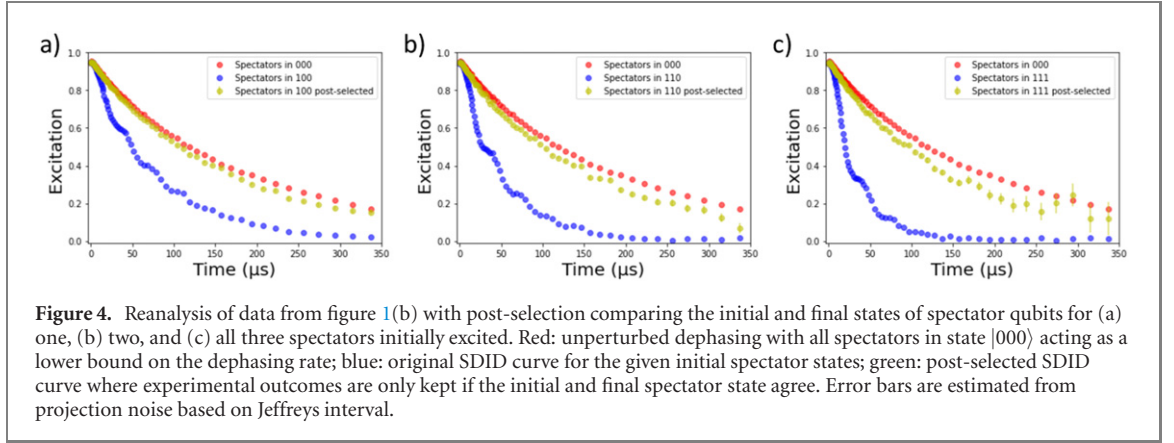 a)
1.0
0.8
0.6
0.4
0.2
0.0
Excitation
Spectators in 000
Spectators in 100
Spectators in 100 post-selected
0 50 100 150 200 250 300 350
Time (µs)
b)
1.0
0.8
0.6
0.4
0.2
0.0
Excitation
Spectators in 000
Spectators in 110
Spectators in 110 post-selected
0 50 100 150 200 250 300 350
Time (µs)
c)
1.0
0.8
0.6
0.4
0.2
0.0
Excitation
Spectators in 000
Spectators in 111
Spectators in 111 post-selected
0 50 100 150 200 250 300 350
Time (µs)
Figure 4. Reanalysis of data from figure 1(b) with post-selection comparing the initial and final states of spectator qubits for (a)
one, (b) two, and (c) all three spectators initially excited. Red: unperturbed dephasing with all spectators in state |000⟩ acting as a
lower bound on the dephasing rate; blue: original SDID curve for the given initial spectator states; green: post-selected SDID
curve where experimental outcomes are only kept if the initial and final spectator state agree. Error bars are estimated from
projection noise based on Jeffreys interval.